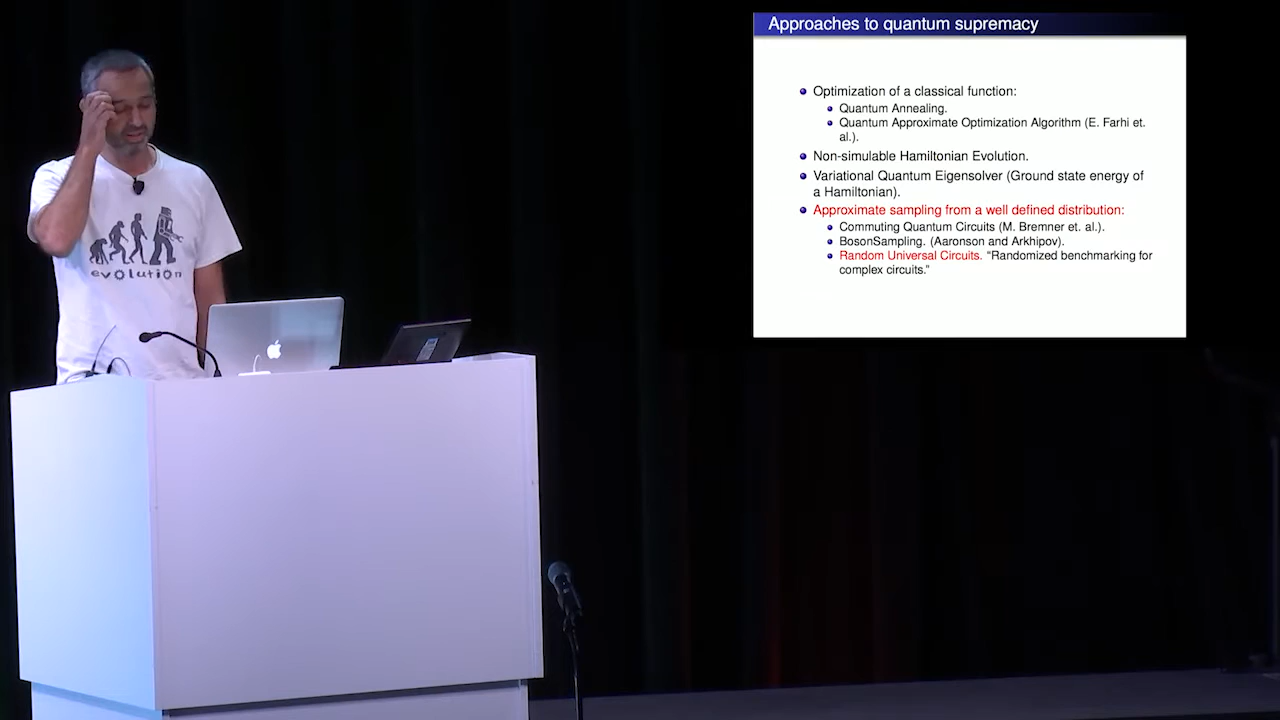 Approaches to quantum supremacy
Optimization of a classical function:
Quantum Annealing.
Quantum Approximate Optimization Algorithm (E. Farhi et.
al.).
Non-simulable Hamiltonian Evolution.
Variational Quantum Eigensolver (Ground state energy of
a Hamiltonian).
Approximate sampling from a well defined distribution:
Commuting Quantum Circuits (M. Bremner et. al.).
BosonSampling. (Aaronson and Arkhipov).
Random Universal Circuits. “Randomized benchmarking for
complex circuits.”
evolution